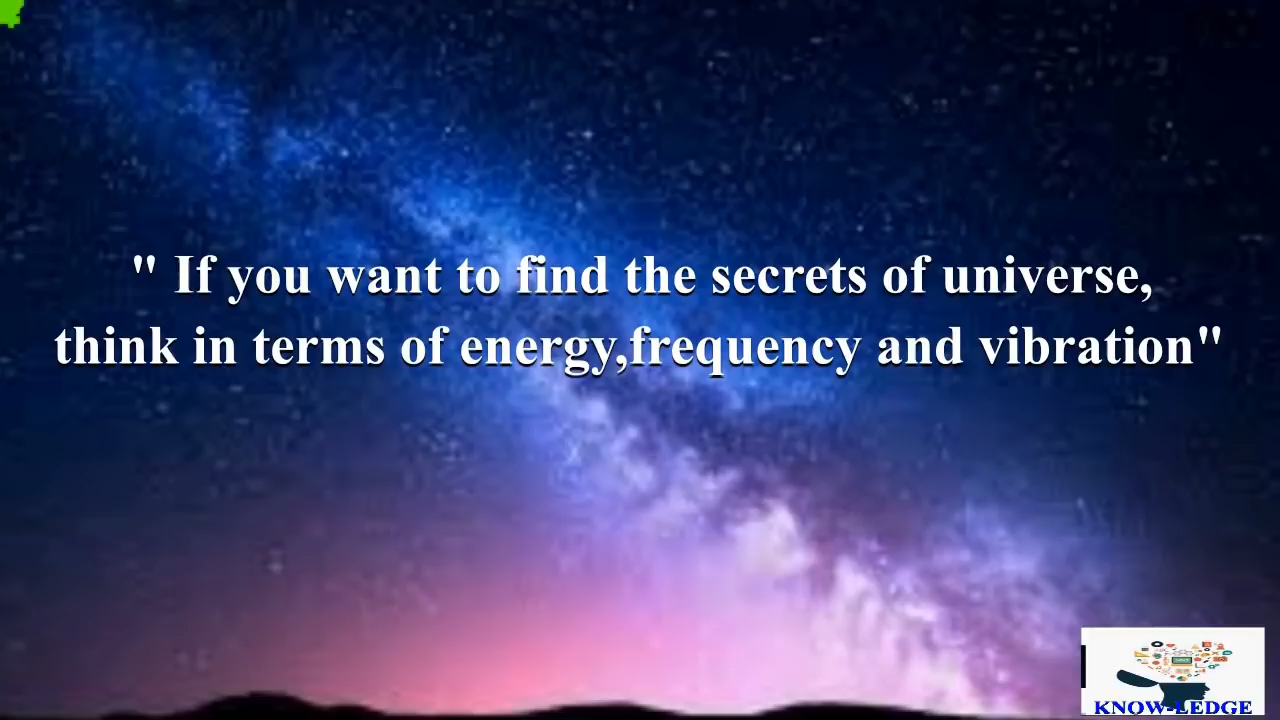 " If you want to find the secrets of universe,
think in terms of energy,frequency and vibration"
KNOW-LEDGE